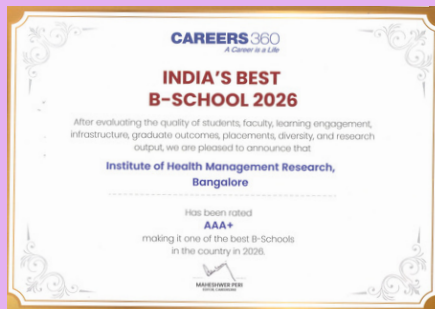 CAREERS360
A Career is a Life
INDIA'S BEST
B-SCHOOL 2026
After evaluating the quality of students, faculty, learning engagement,
infrastructure, graduate outcomes, placements, diversity, and research
output, we are pleased to announce that
Institute of Health Management Research,
Bangalore
Has been rated
AAA+
making it one of the best B-Schools
in the country in 2026.
MAHESHWER PERI